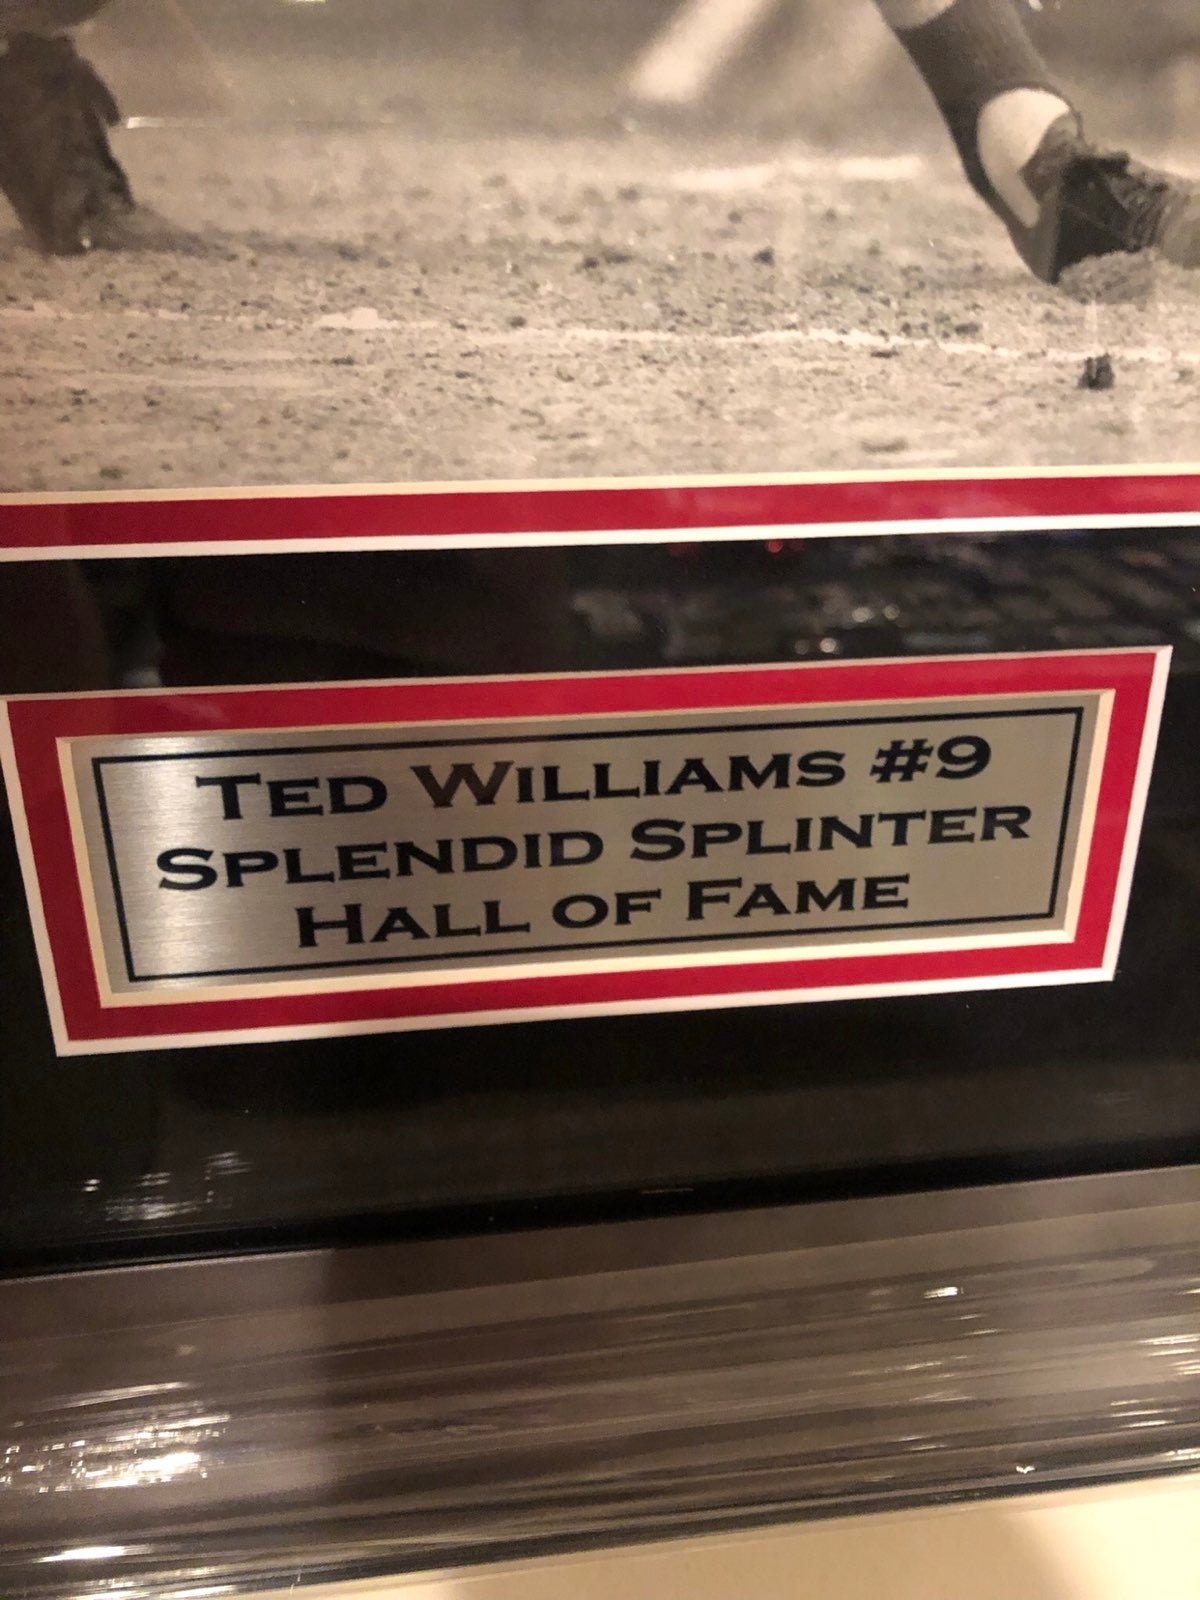 TED WILLIAMS #9
SPLENDID SPLINTER
HALL OF FAME